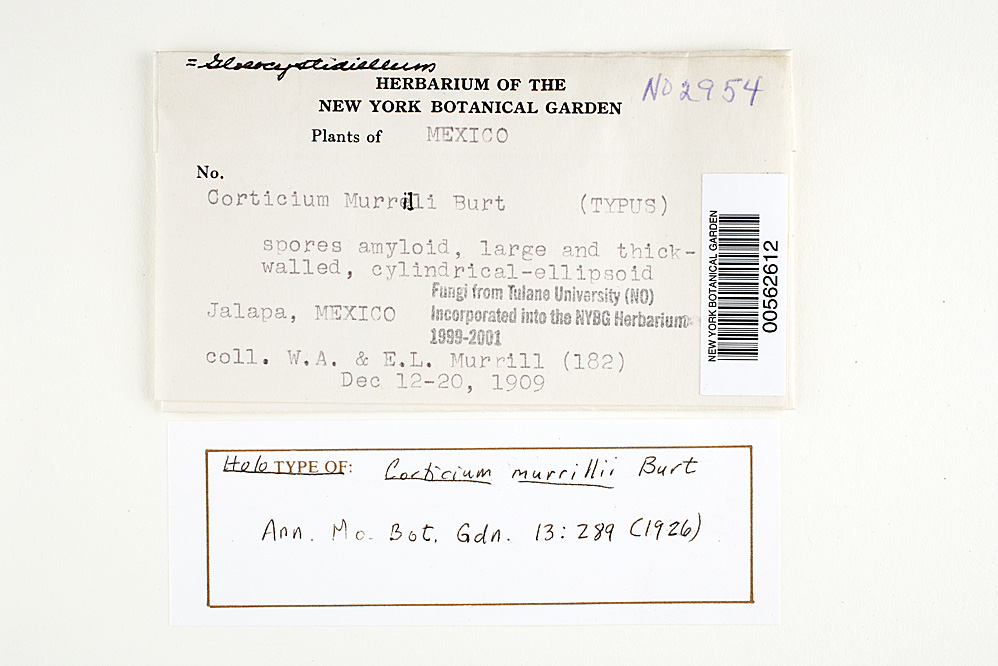 = Gloeocystidiellum
HERBARIUM OF THE
NEW YORK BOTANICAL GARDEN
NO 2954
Plants of MEXICO
No.
Corticium Murrilli Burt (TYPUS)
spores amyloid, large and thick-
walled, cylindrical-ellipsoid
Fungi from Tulane University (NO)
Incorporated into the NYBG Herbarium
1999-2001
Jalapa, MEXICO
coll. W.A. & E.L. Murrill (182)
Dec 12-20, 1909
NEW YORK BOTANICAL GARDEN
00562612
Holo TYPE OF: Corticium murrillii Burt
Ann. Mo. Bot. Gdn. 13: 289 (1926)